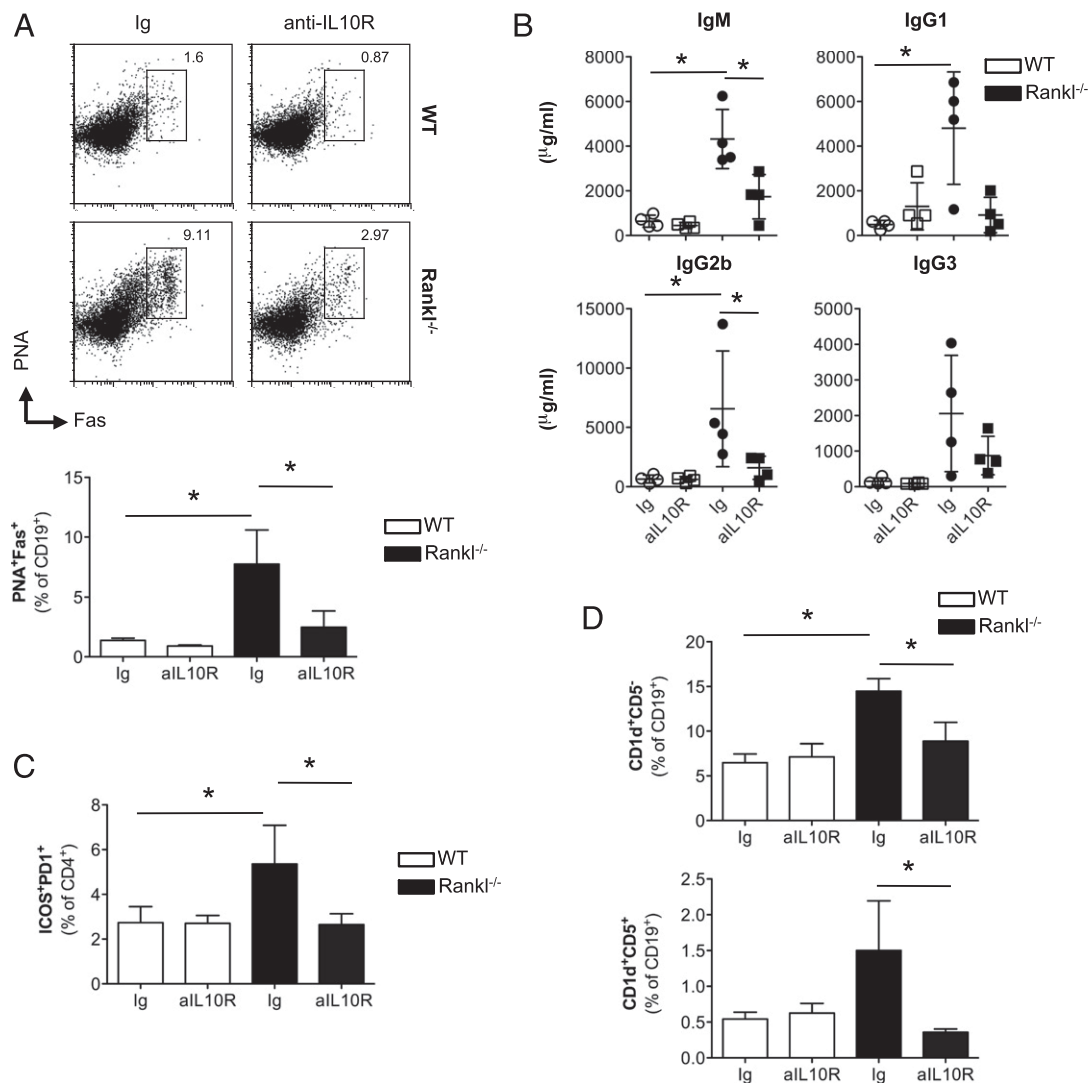 A
Ig
anti-IL10R
1.6
0.87
WT
9.11
2.97
Rankl⁻/⁻
PNA
Fas
15
10
5
0
PNA⁺Fas⁺
(% of CD19⁺)
*
*
Ig
aIL10R
Ig
aIL10R
WT
Rankl⁻/⁻
B
IgM
8000
6000
4000
2000
0
(µg/ml)
*
*
IgG1
8000
6000
4000
2000
0
*
WT
Rankl⁻/⁻
IgG2b
15000
10000
5000
0
(µg/ml)
*
*
Ig
aIL10R
Ig
aIL10R
IgG3
5000
4000
3000
2000
1000
0
Ig
aIL10R
Ig
aIL10R
C
8
6
4
2
0
ICOS⁺PD1⁺
(% of CD4⁺)
*
*
Ig
aIL10R
Ig
aIL10R
WT
Rankl⁻/⁻
D
WT
Rankl⁻/⁻
20
15
10
5
0
CD1d⁺CD5⁻
(% of CD19⁺)
*
*
Ig
aIL10R
Ig
aIL10R
2.5
2.0
1.5
1.0
0.5
0.0
CD1d⁺CD5⁺
(% of CD19⁺)
*
Ig
aIL10R
Ig
aIL10R